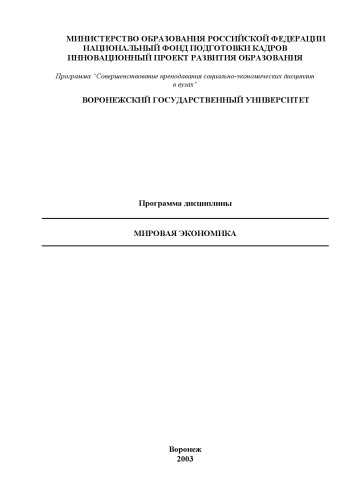 МИНИСТЕРСТВО ОБРАЗОВАНИЯ РОССИЙСКОЙ ФЕДЕРАЦИИ
НАЦИОНАЛЬНЫЙ ФОНД ПОДГОТОВКИ КАДРОВ
ИННОВАЦИОННЫЙ ПРОЕКТ РАЗВИТИЯ ОБРАЗОВАНИЯ
Программа "Совершенствование преподавания социально-экономических дисциплин
в вузах"
ВОРОНЕЖСКИЙ ГОСУДАРСТВЕННЫЙ УНИВЕРСИТЕТ
Программа дисциплины
МИРОВАЯ ЭКОНОМИКА
Воронеж
2003